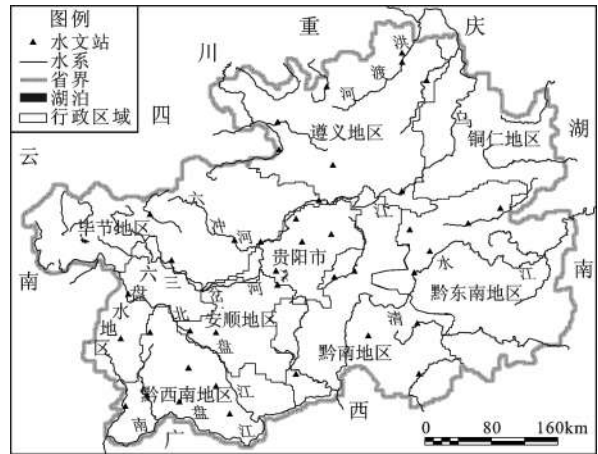 图例
水文站
水系
省界
湖泊
行政区域
重
庆
川
四
云
南
湖
南
广
西
洪
渡
河
乌
江
遵义地区
铜仁地区
六
冲
河
毕节地区
贵阳市
三
岔
河
六
盘
水
地
区
安顺地区
北
盘
江
清
水
江
黔东南地区
黔南地区
黔西南地区
南
盘
江
0 80 160km